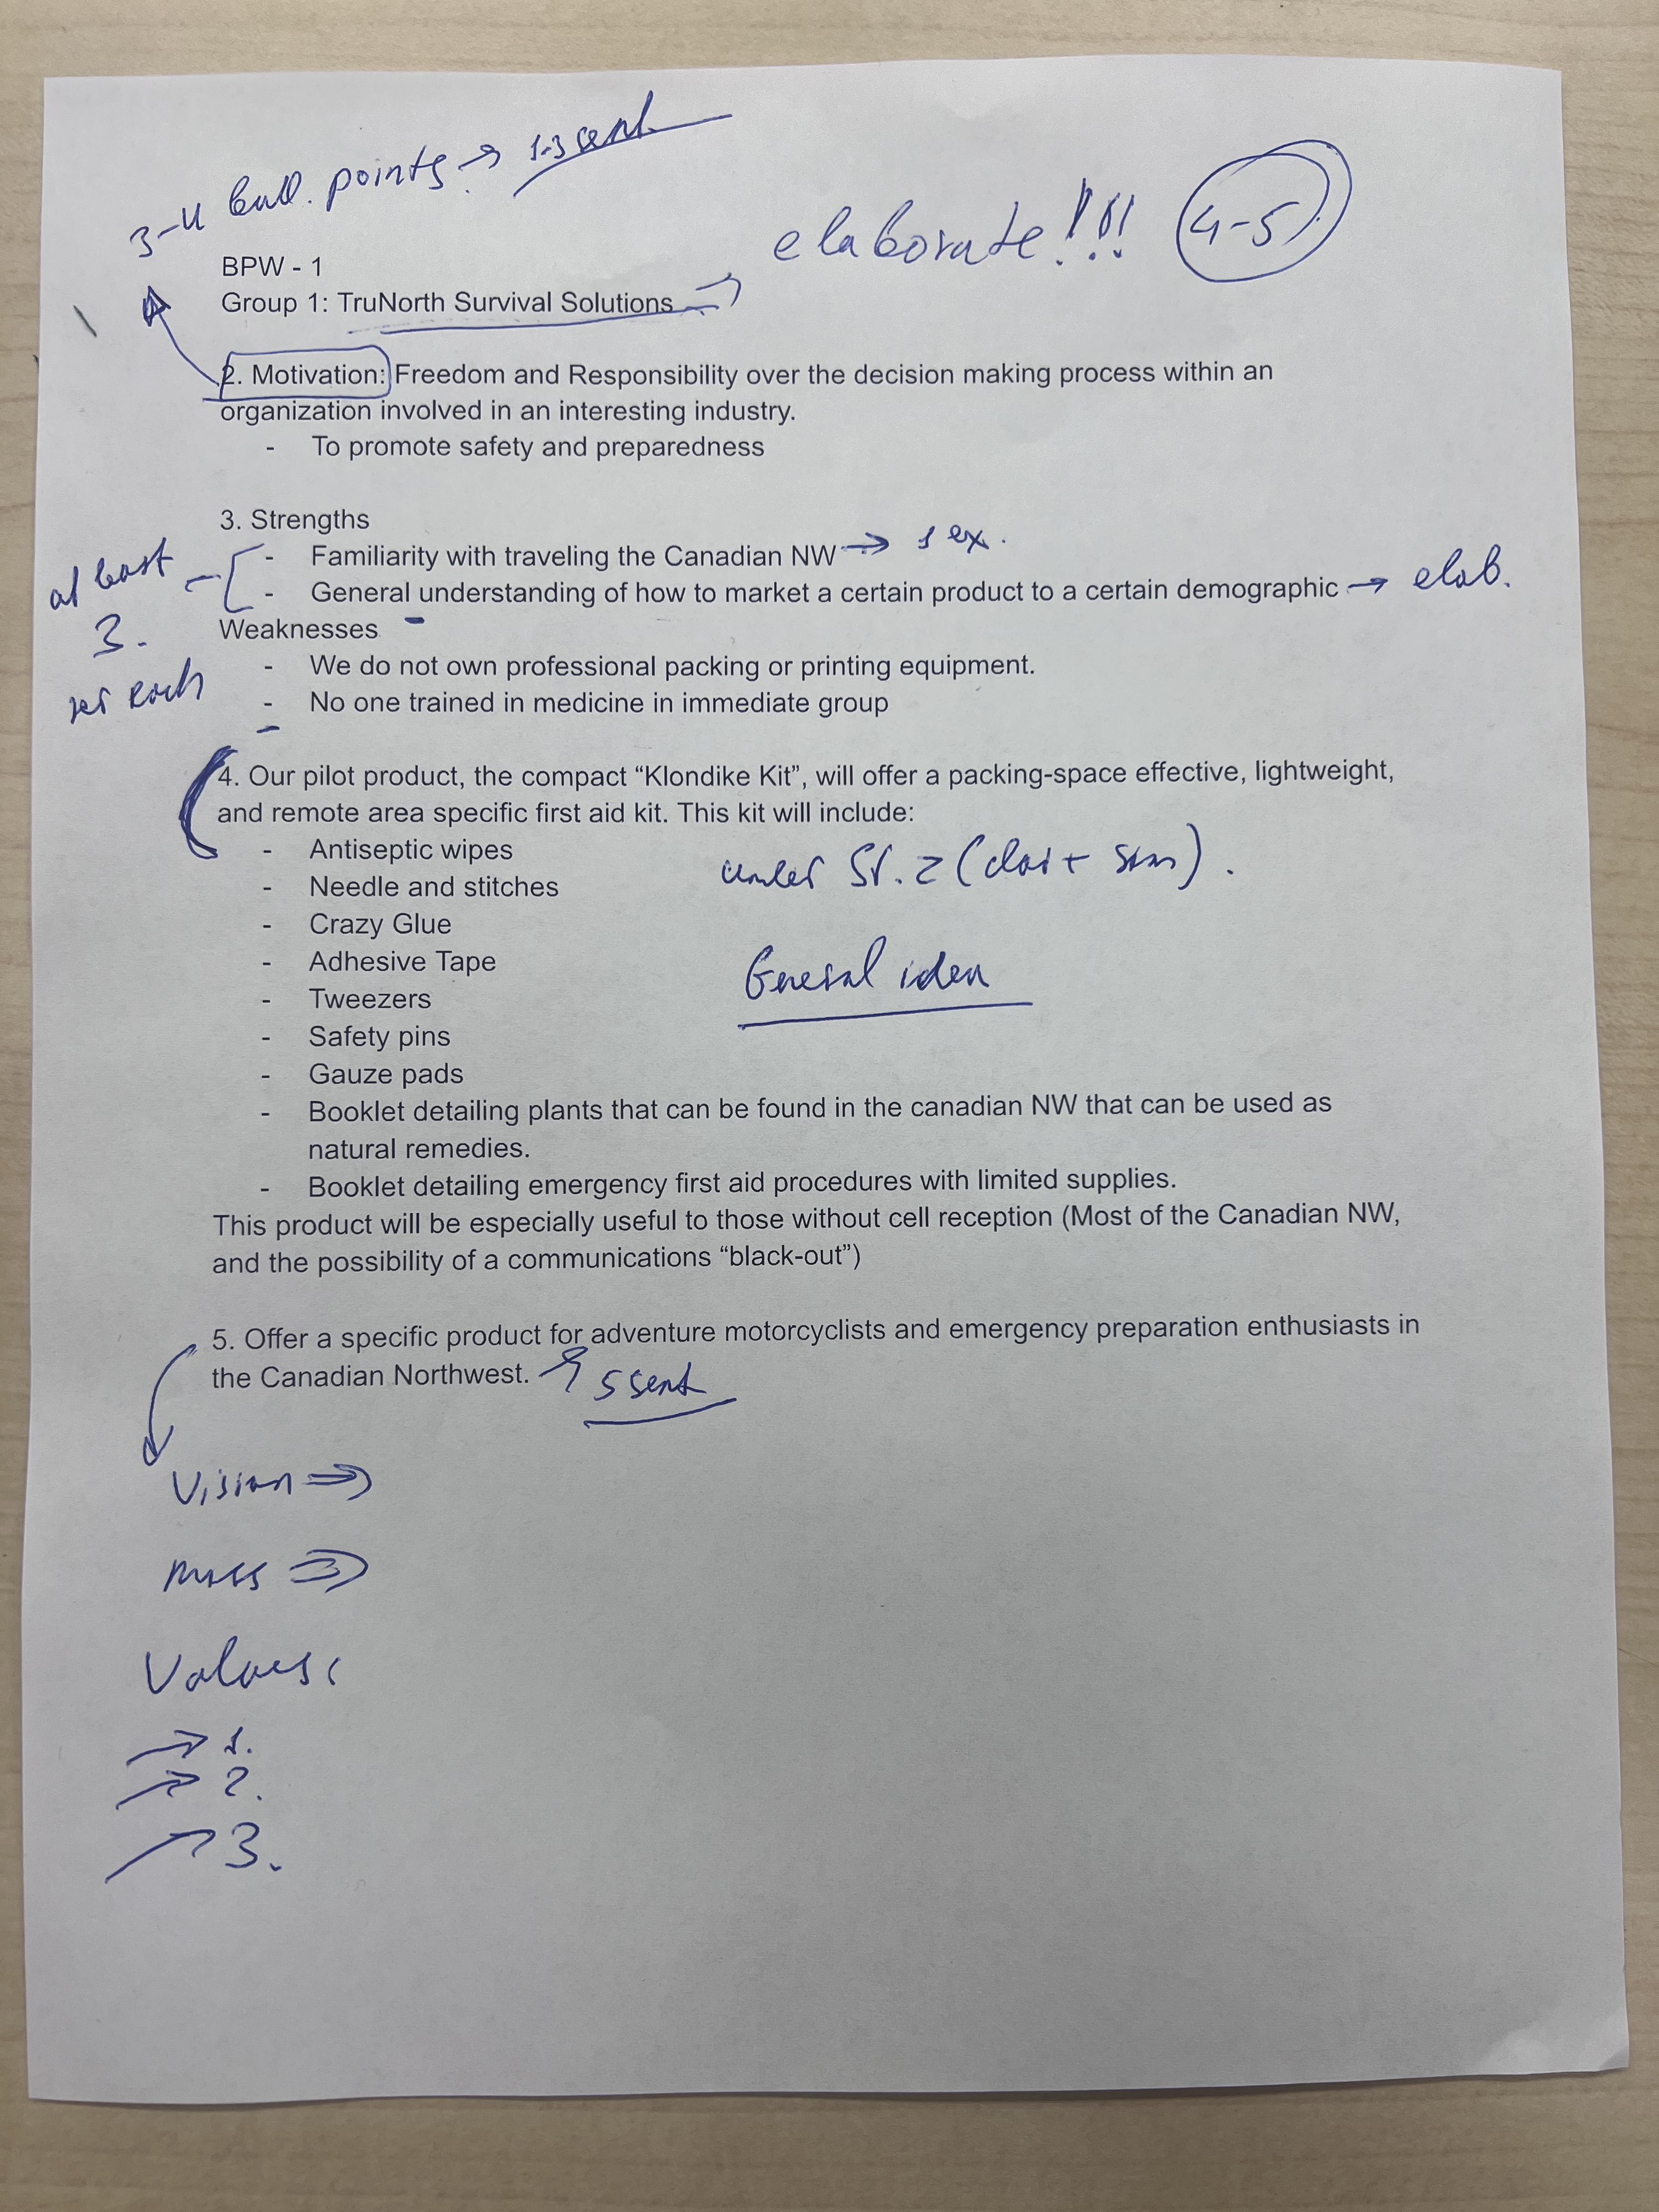 3-4 bull. points → 1-3 sent
elaborate!!! 4-5
BPW - 1
Group 1: TruNorth Survival Solutions
2. Motivation: Freedom and Responsibility over the decision making process within an
organization involved in an interesting industry.
- To promote safety and preparedness
3. Strengths
- Familiarity with traveling the Canadian NW → 1 ex.
- General understanding of how to market a certain product to a certain demographic → elab.
at least
3.
each
Weaknesses
- We do not own professional packing or printing equipment.
- No one trained in medicine in immediate group
-
4. Our pilot product, the compact “Klondike Kit”, will offer a packing-space effective, lightweight,
and remote area specific first aid kit. This kit will include:
- Antiseptic wipes
- Needle and stitches
- Crazy Glue
- Adhesive Tape
- Tweezers
- Safety pins
- Gauze pads
under St. 2
General idea
- Booklet detailing plants that can be found in the canadian NW that can be used as
natural remedies.
- Booklet detailing emergency first aid procedures with limited supplies.
This product will be especially useful to those without cell reception (Most of the Canadian NW,
and the possibility of a communications “black-out”)
5. Offer a specific product for adventure motorcyclists and emergency preparation enthusiasts in
the Canadian Northwest.
5 sent
Vision ⇒
Miss ⇒
Values:
→ 1.
→ 2.
→ 3.